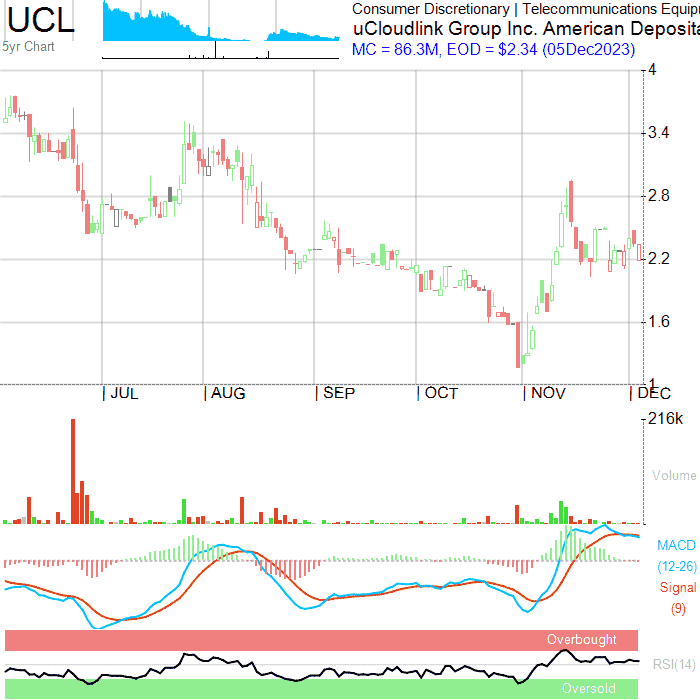 UCL
5yr Chart
Consumer Discretionary | Telecommunications Equip
uCloudlink Group Inc. American Deposita
MC = 86.3M, EOD = $2.34 (05Dec2023)
4
3.4
2.8
2.2
1.6
1
| JUL | AUG | SEP | OCT | NOV | DEC
216k
Volume
MACD
(12-26)
Signal
(9)
Overbought
RSI(14)
Oversold